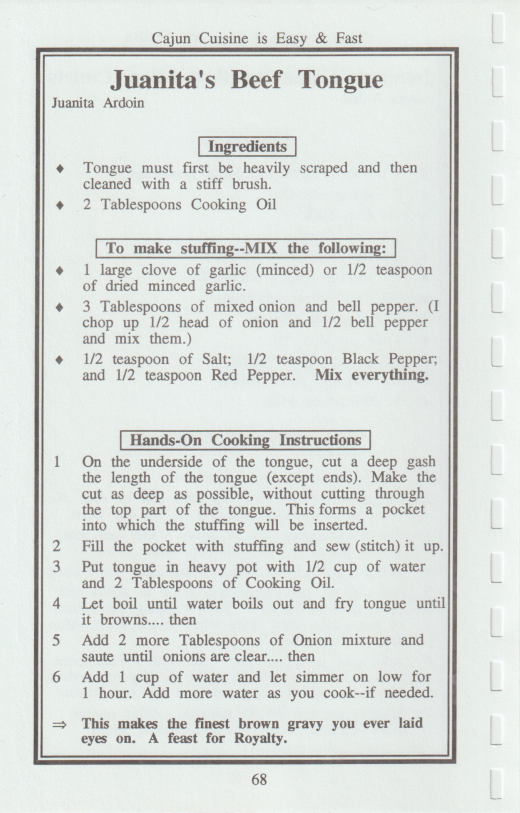 Cajun Cuisine is Easy & Fast
Juanita's Beef Tongue
Juanita Ardoin
Ingredients
♦ Tongue must first be heavily scraped and then
cleaned with a stiff brush.
♦ 2 Tablespoons Cooking Oil
To make stuffing--MIX the following:
♦ 1 large clove of garlic (minced) or 1/2 teaspoon
of dried minced garlic.
♦ 3 Tablespoons of mixed onion and bell pepper. (I
chop up 1/2 head of onion and 1/2 bell pepper
and mix them.)
♦ 1/2 teaspoon of Salt; 1/2 teaspoon Black Pepper;
and 1/2 teaspoon Red Pepper. Mix everything.
Hands-On Cooking Instructions
1 On the underside of the tongue, cut a deep gash
the length of the tongue (except ends). Make the
cut as deep as possible, without cutting through
the top part of the tongue. This forms a pocket
into which the stuffing will be inserted.
2 Fill the pocket with stuffing and sew (stitch) it up.
3 Put tongue in heavy pot with 1/2 cup of water
and 2 Tablespoons of Cooking Oil.
4 Let boil until water boils out and fry tongue until
it browns.... then
5 Add 2 more Tablespoons of Onion mixture and
saute until onions are clear.... then
6 Add 1 cup of water and let simmer on low for
1 hour. Add more water as you cook--if needed.
⇒ This makes the finest brown gravy you ever laid
eyes on. A feast for Royalty.
68